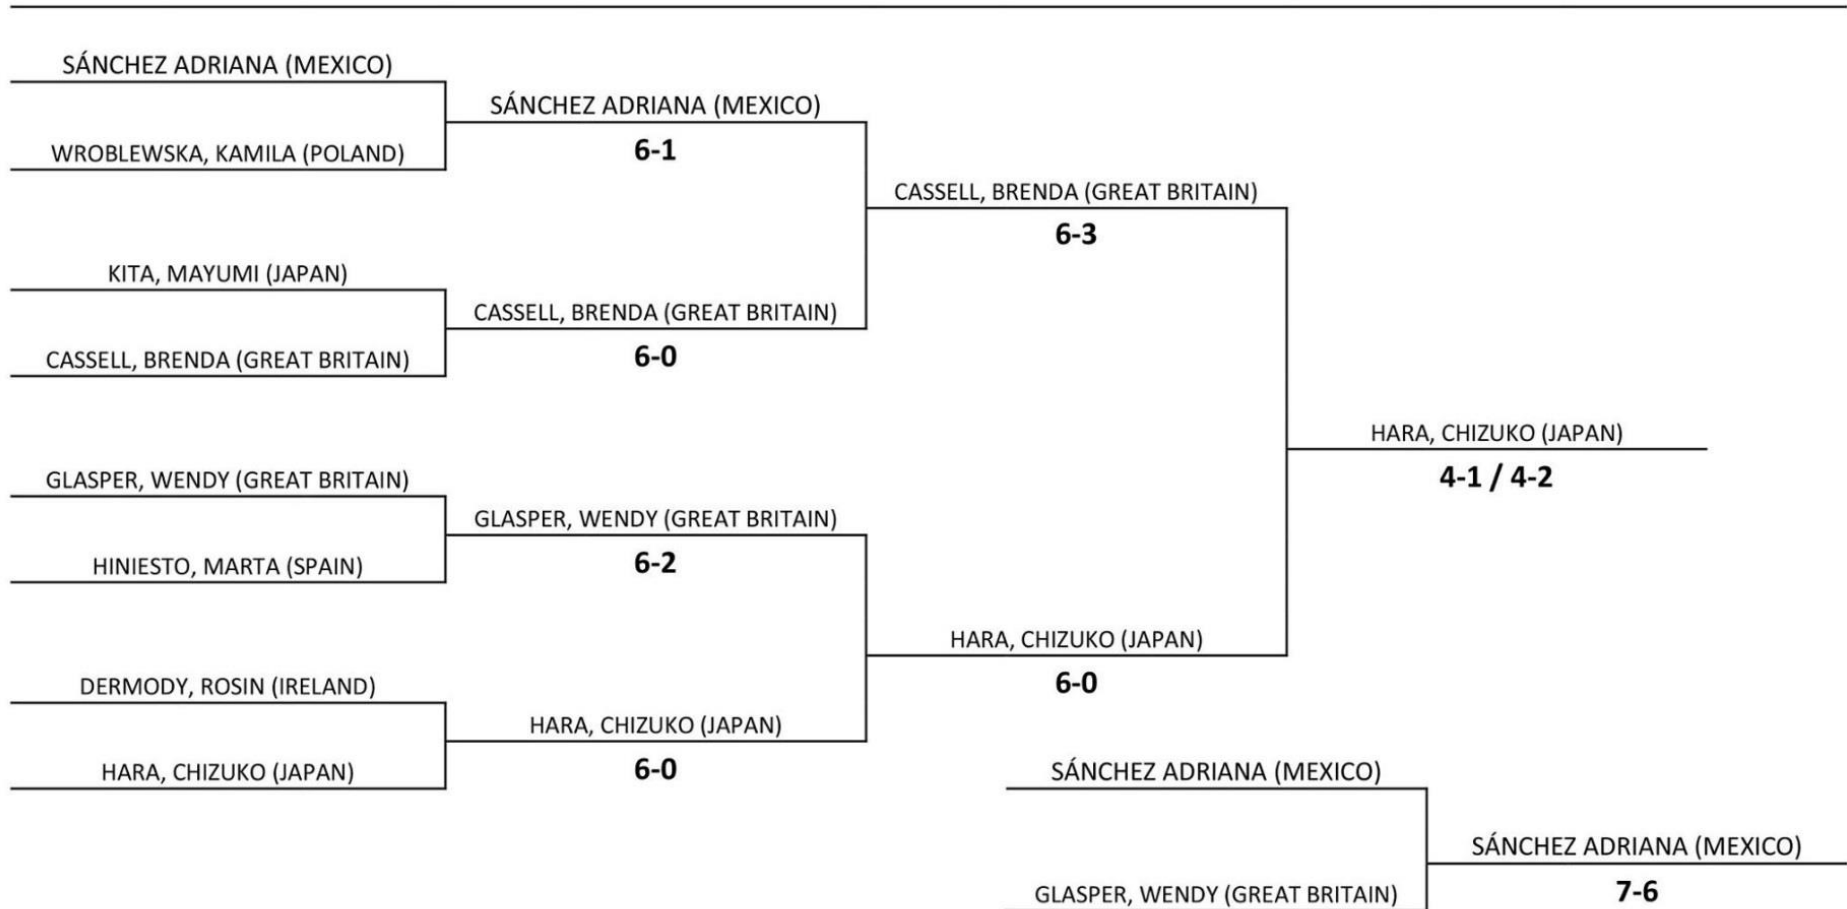 SÁNCHEZ ADRIANA (MEXICO)
SÁNCHEZ ADRIANA (MEXICO)
6-1
WROBLEWSKA, KAMILA (POLAND)
CASSELL, BRENDA (GREAT BRITAIN)
6-3
KITA, MAYUMI (JAPAN)
CASSELL, BRENDA (GREAT BRITAIN)
6-0
CASSELL, BRENDA (GREAT BRITAIN)
HARA, CHIZUKO (JAPAN)
4-1 / 4-2
GLASPER, WENDY (GREAT BRITAIN)
GLASPER, WENDY (GREAT BRITAIN)
6-2
HINIESTO, MARTA (SPAIN)
HARA, CHIZUKO (JAPAN)
6-0
DERMODY, ROSIN (IRELAND)
HARA, CHIZUKO (JAPAN)
6-0
HARA, CHIZUKO (JAPAN)
SÁNCHEZ ADRIANA (MEXICO)
SÁNCHEZ ADRIANA (MEXICO)
7-6
GLASPER, WENDY (GREAT BRITAIN)